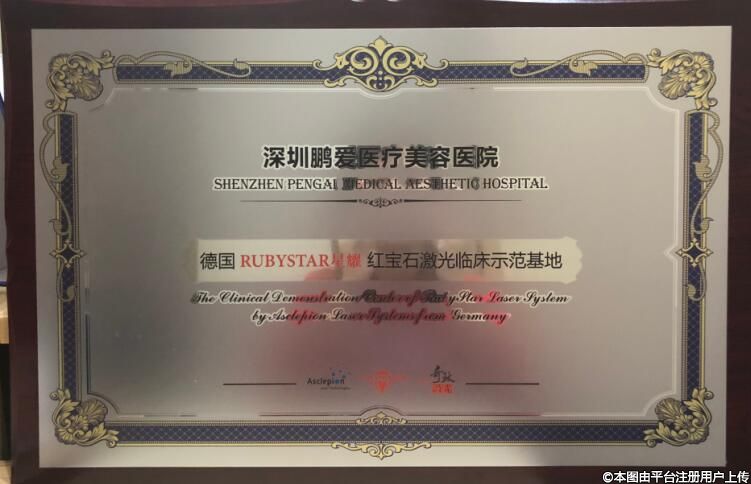 深圳鹏爱医疗美容医院
SHENZHEN PENGAI MEDICAL AESTHETIC HOSPITAL
德国 RUBYSTAR星耀 红宝石激光临床示范基地
The Clinical Demonstration Center of RubyStar Laser System
by Asclepion Laser Systems from Germany
Asclepion
©本图由平台注册用户上传